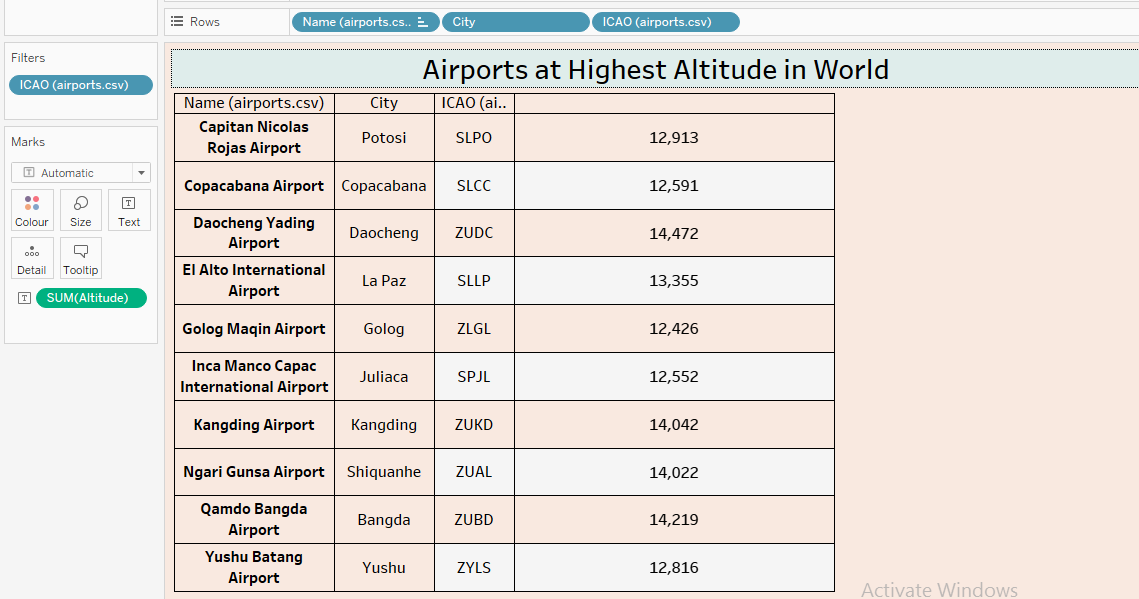 Rows
Name (airports.cs..
City
ICAO (airports.csv)
Filters
ICAO (airports.csv)
Marks
Automatic
Colour
Size
Text
Detail
Tooltip
SUM(Altitude)
Airports at Highest Altitude in World
Name (airports.csv) City ICAO (ai..
Capitan Nicolas
Rojas Airport
Potosi SLPO 12,913
Copacabana Airport Copacabana SLCC 12,591
Daocheng Yading
Airport
Daocheng ZUDC 14,472
El Alto International
Airport
La Paz SLLP 13,355
Golog Maqin Airport Golog ZLGL 12,426
Inca Manco Capac
International Airport
Juliaca SPJL 12,552
Kangding Airport Kangding ZUKD 14,042
Ngari Gunsa Airport Shiquanhe ZUAL 14,022
Qamdo Bangda
Airport
Bangda ZUBD 14,219
Yushu Batang
Airport
Yushu ZYLS 12,816
Activate Windows